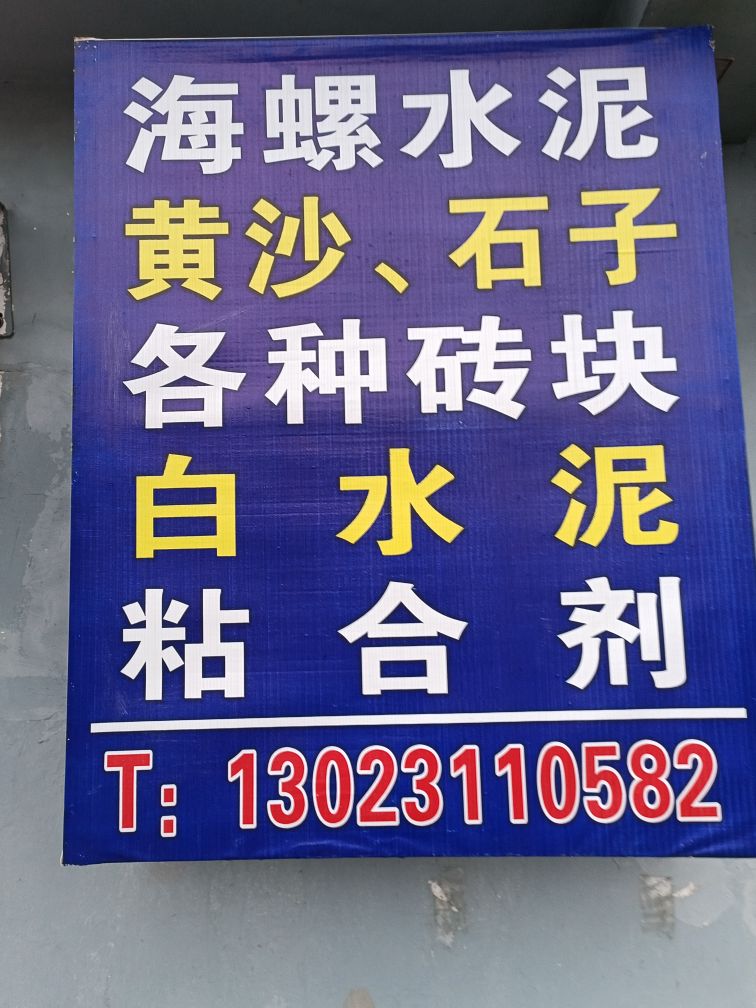 海螺水泥
黄沙、石子
各种砖块
白水泥
粘合剂
T：13023110582